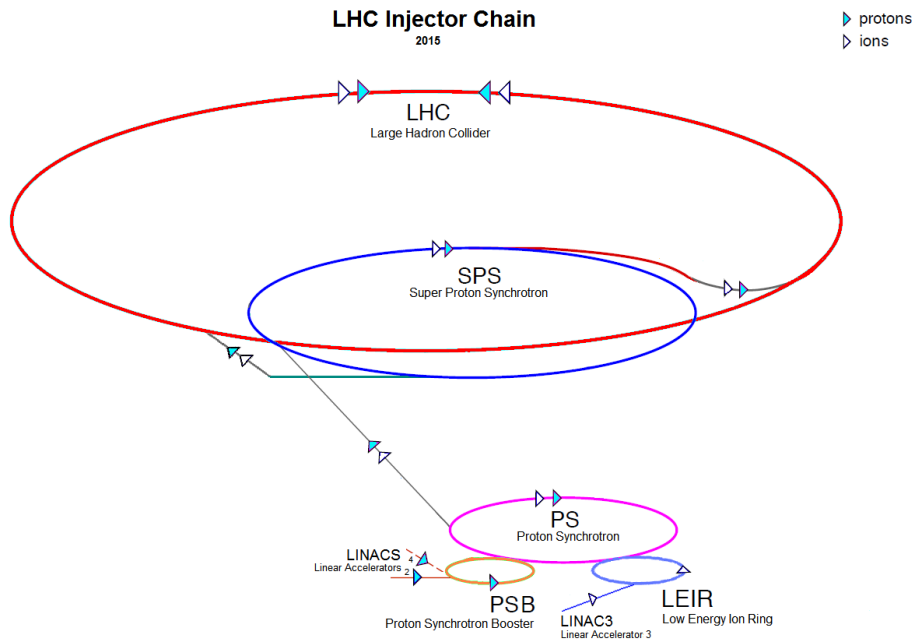 LHC Injector Chain
2015
protons
ions
LHC
Large Hadron Collider
SPS
Super Proton Synchrotron
PS
Proton Synchrotron
LINACS
Linear Accelerators
4
2
PSB
Proton Synchrotron Booster
LINAC3
Linear Accelerator 3
LEIR
Low Energy Ion Ring